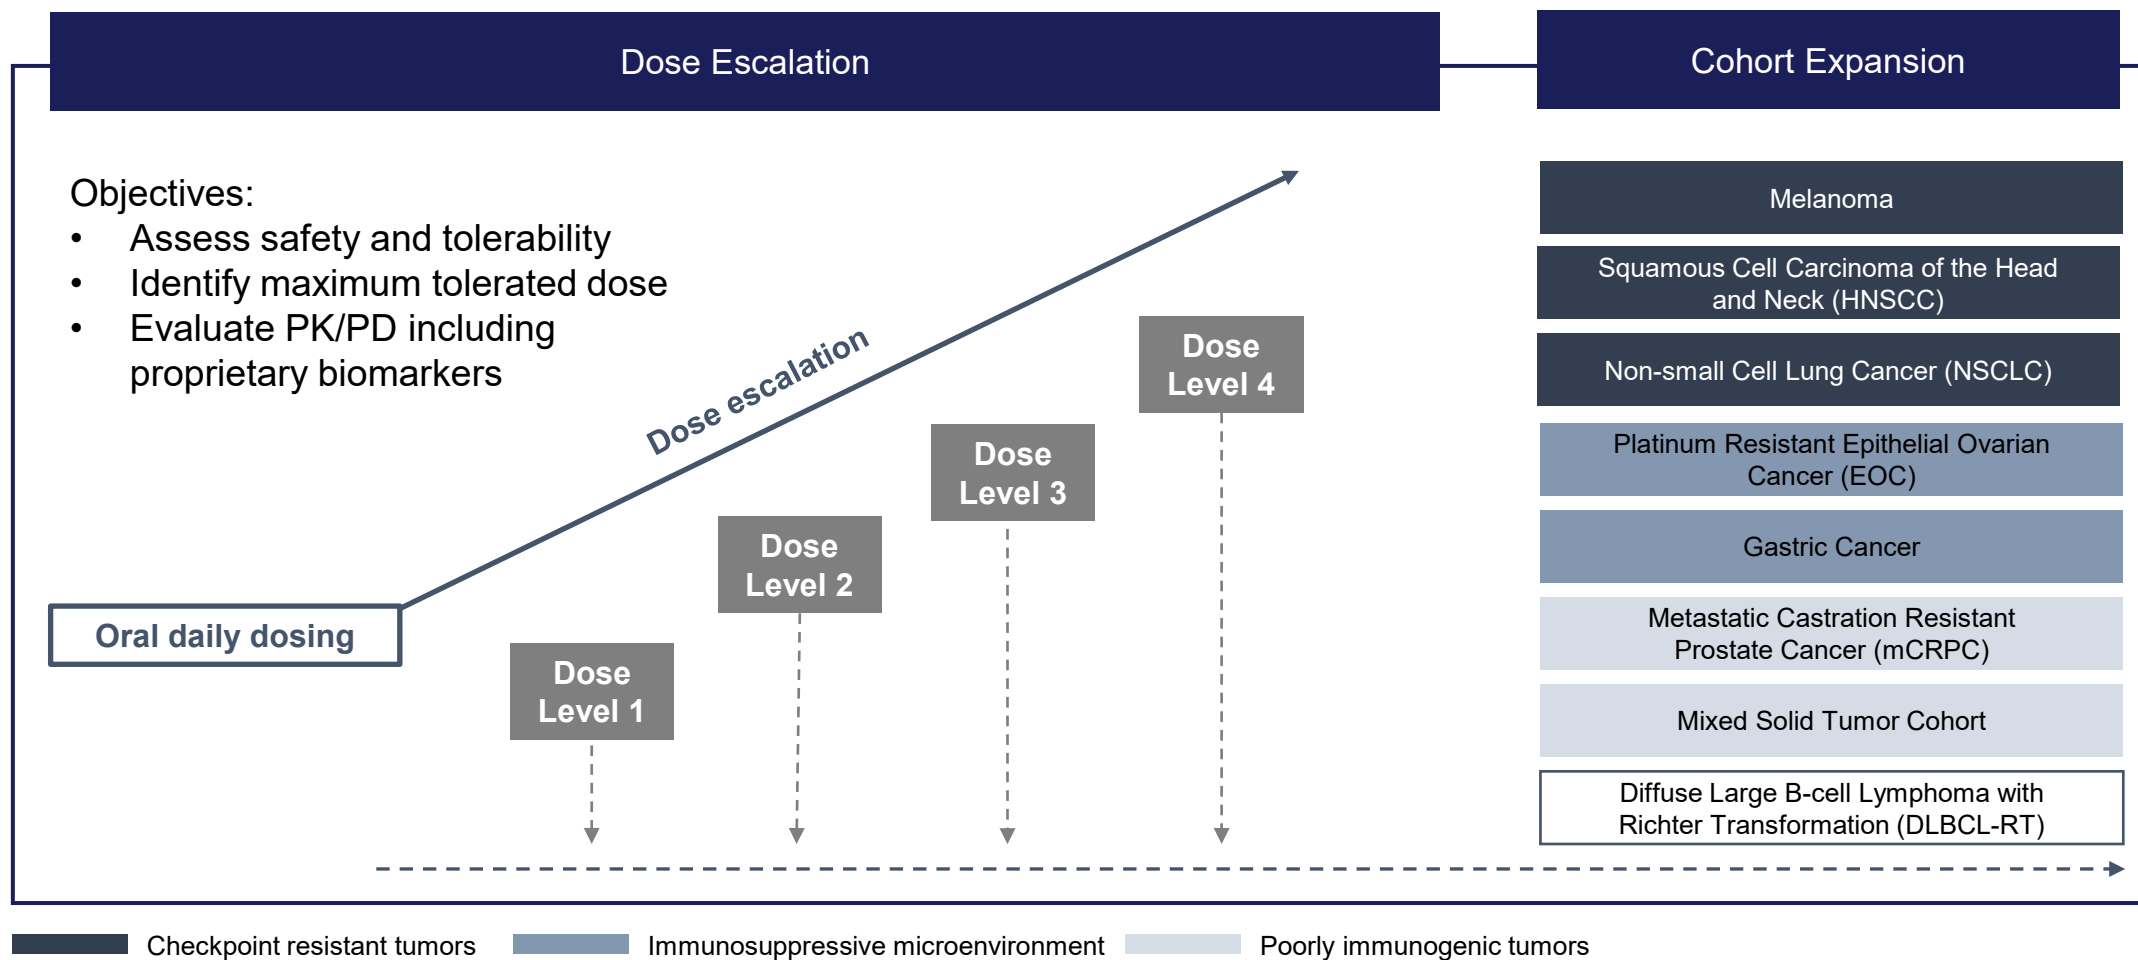 Dose Escalation
Cohort Expansion
Objectives:
• Assess safety and tolerability
• Identify maximum tolerated dose
• Evaluate PK/PD including
proprietary biomarkers
Dose escalation
Oral daily dosing
Dose
Level 1
Dose
Level 2
Dose
Level 3
Dose
Level 4
Melanoma
Squamous Cell Carcinoma of the Head
and Neck (HNSCC)
Non-small Cell Lung Cancer (NSCLC)
Platinum Resistant Epithelial Ovarian
Cancer (EOC)
Gastric Cancer
Metastatic Castration Resistant
Prostate Cancer (mCRPC)
Mixed Solid Tumor Cohort
Diffuse Large B-cell Lymphoma with
Richter Transformation (DLBCL-RT)
Checkpoint resistant tumors
Immunosuppressive microenvironment
Poorly immunogenic tumors